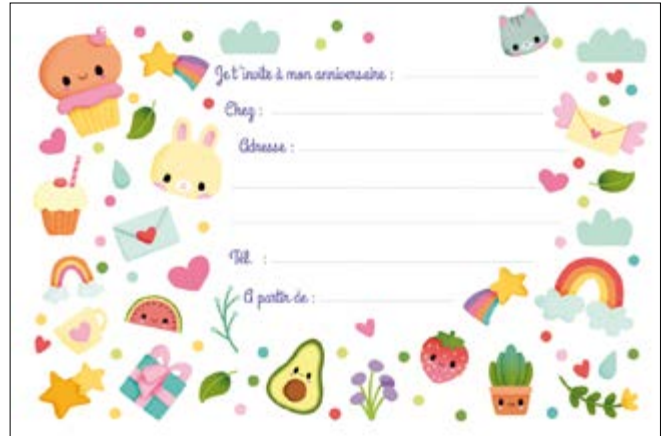 Je t'invite à mon anniversaire :
Chez :
Adresse :
Tél. :
A partir de :